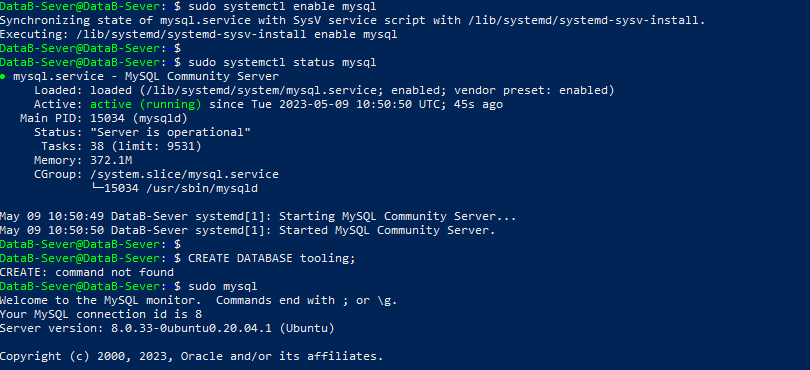 DataB-Sever@DataB-Sever: $ sudo systemctl enable mysql
Synchronizing state of mysql.service with SysV service script with /lib/systemd/systemd-sysv-install.
Executing: /lib/systemd/systemd-sysv-install enable mysql
DataB-Sever@DataB-Sever: $
DataB-Sever@DataB-Sever: $ sudo systemctl status mysql
● mysql.service - MySQL Community Server
     Loaded: loaded (/lib/systemd/system/mysql.service; enabled; vendor preset: enabled)
     Active: active (running) since Tue 2023-05-09 10:50:50 UTC; 45s ago
   Main PID: 15034 (mysqld)
     Status: "Server is operational"
      Tasks: 38 (limit: 9531)
     Memory: 372.1M
     CGroup: /system.slice/mysql.service
             └─15034 /usr/sbin/mysqld
May 09 10:50:49 DataB-Sever systemd[1]: Starting MySQL Community Server...
May 09 10:50:50 DataB-Sever systemd[1]: Started MySQL Community Server.
DataB-Sever@DataB-Sever: $
DataB-Sever@DataB-Sever: $ CREATE DATABASE tooling;
CREATE: command not found
DataB-Sever@DataB-Sever: $ sudo mysql
Welcome to the MySQL monitor.  Commands end with ; or \g.
Your MySQL connection id is 8
Server version: 8.0.33-0ubuntu0.20.04.1 (Ubuntu)
Copyright (c) 2000, 2023, Oracle and/or its affiliates.